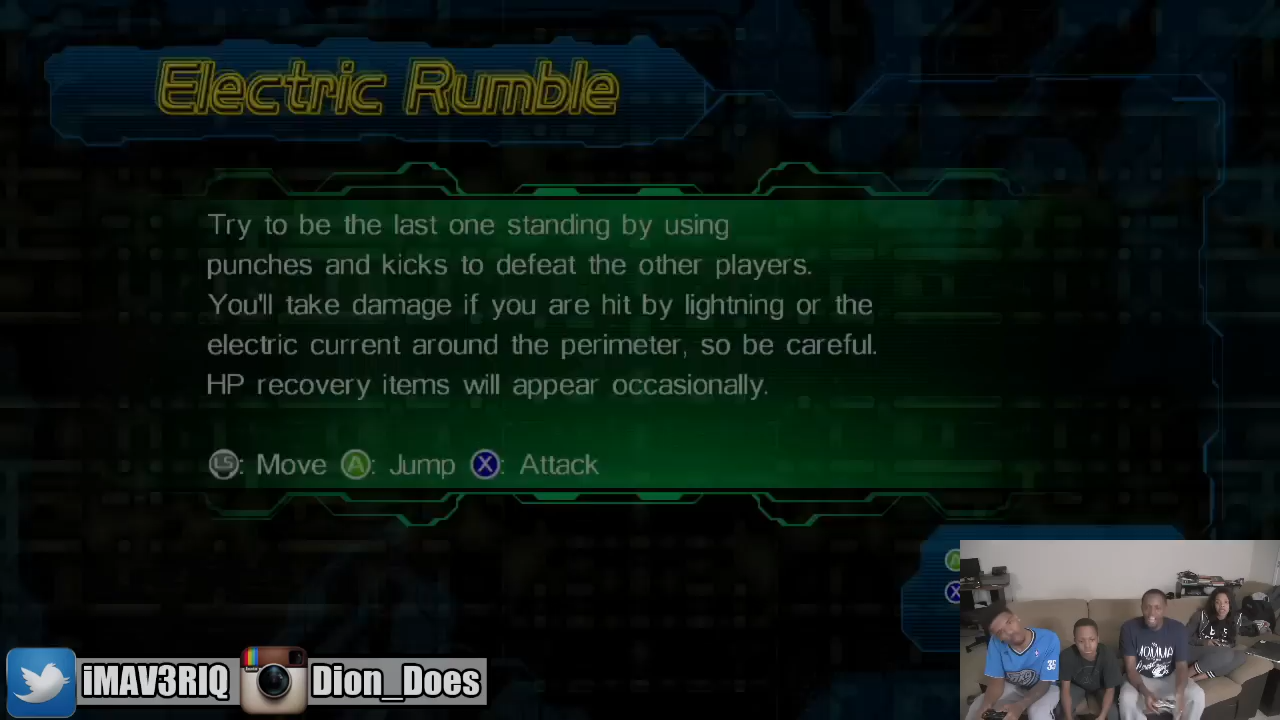 Electric Rumble
Try to be the last one standing by using
punches and kicks to defeat the other players.
You'll take damage if you are hit by lightning or the
electric current around the perimeter, so be careful.
HP recovery items will appear occasionally.
LS: Move A: Jump X: Attack
A
X
35
iMAV3RIQ Dion_Does